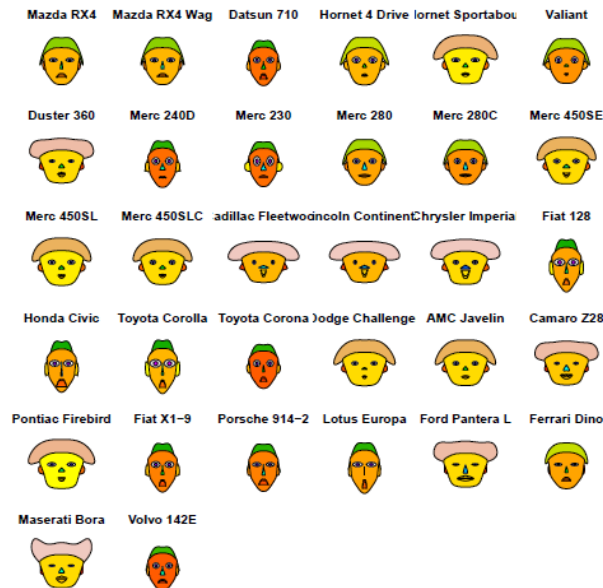 Mazda RX4 Mazda RX4 Wag Datsun 710 Hornet 4 Drive ornet Sportabou Valiant
Duster 360 Merc 240D Merc 230 Merc 280 Merc 280C Merc 450SE
Merc 450SL Merc 450SLC adillac Fleetwoo incoln Continent Chrysler Imperia Fiat 128
Honda Civic Toyota Corolla Toyota Corona odge Challenge AMC Javelin Camaro Z28
Pontiac Firebird Fiat X1−9 Porsche 914−2 Lotus Europa Ford Pantera L Ferrari Dino
Maserati Bora Volvo 142E